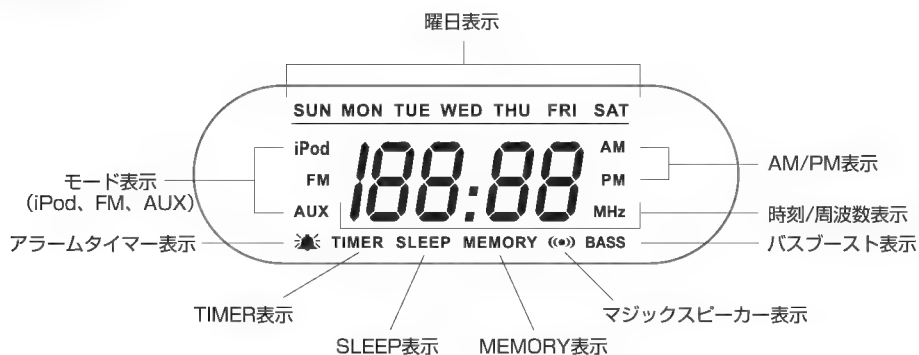 曜日表示
SUN MON TUE WED THU FRI SAT
iPod
FM
AUX
188:88
AM
PM
MHz
TIMER SLEEP MEMORY BASS
モード表示
(iPod、FM、AUX)
アラームタイマー表示
AM/PM表示
時刻/周波数表示
バスブースト表示
TIMER表示
SLEEP表示
MEMORY表示
マジックスピーカー表示